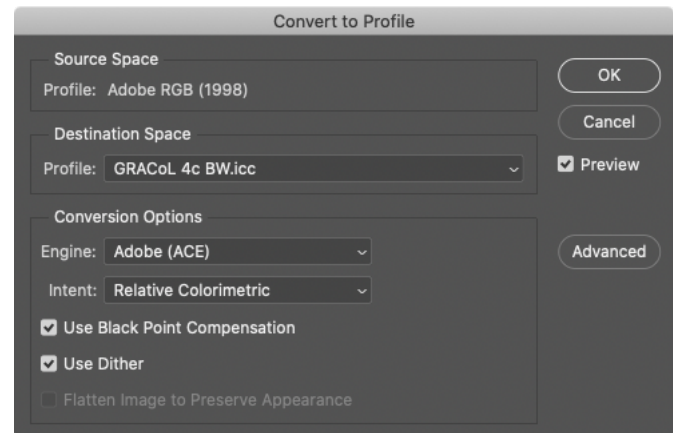 Convert to Profile
Source Space
Profile: Adobe RGB (1998)
OK
Cancel
Destination Space
Profile: GRACoL 4c BW.icc
Preview
Conversion Options
Engine: Adobe (ACE)
Advanced
Intent: Relative Colorimetric
Use Black Point Compensation
Use Dither
Flatten Image to Preserve Appearance